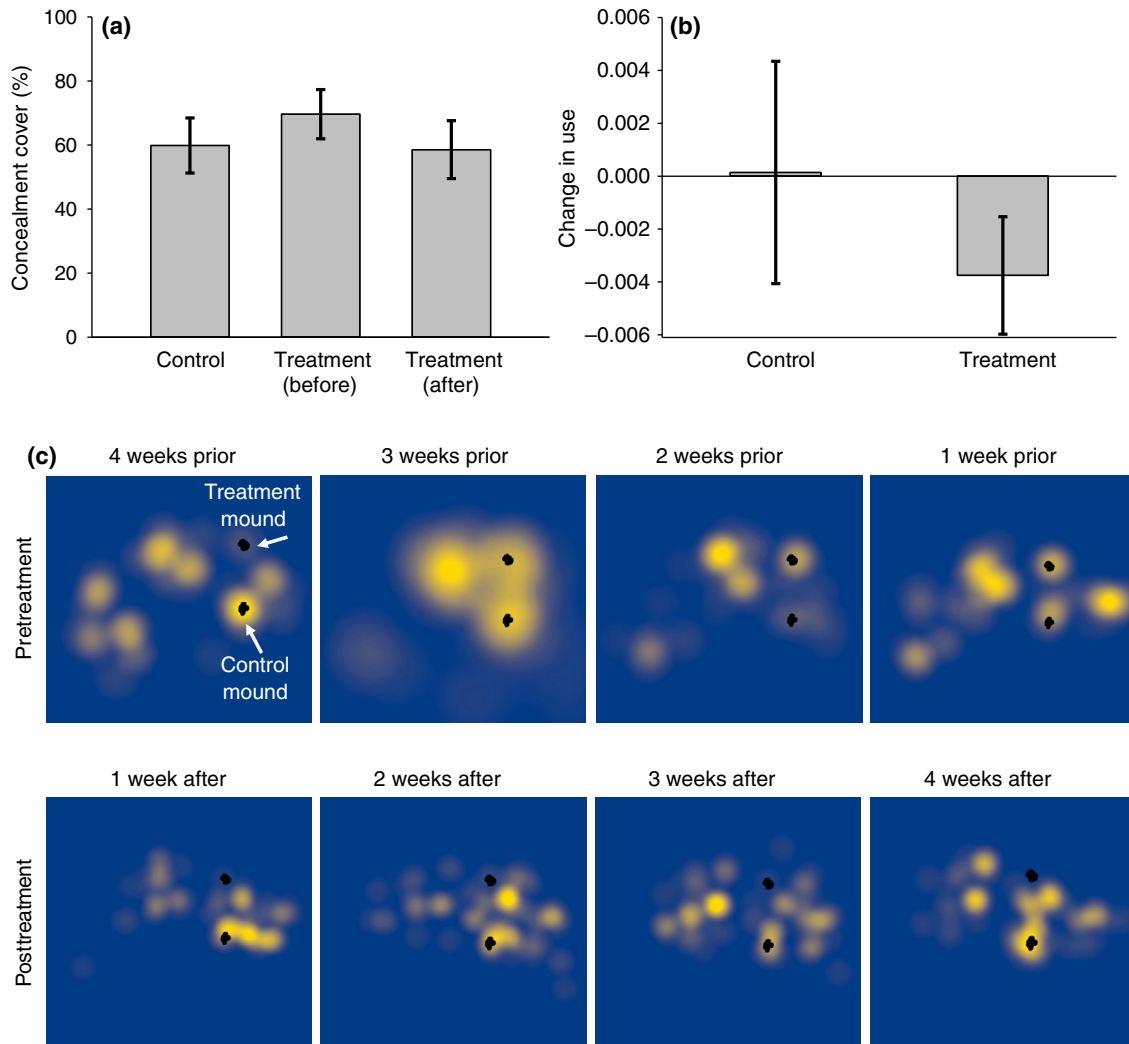 (a)
Concealment cover (%)
100
80
60
40
20
0
Control
Treatment
(before)
Treatment
(after)
(b)
Change in use
0.006
0.004
0.002
0.000
−0.002
−0.004
−0.006
Control
Treatment
(c)
Pretreatment
4 weeks prior
3 weeks prior
2 weeks prior
1 week prior
Treatment
mound
Control
mound
Posttreatment
1 week after
2 weeks after
3 weeks after
4 weeks after